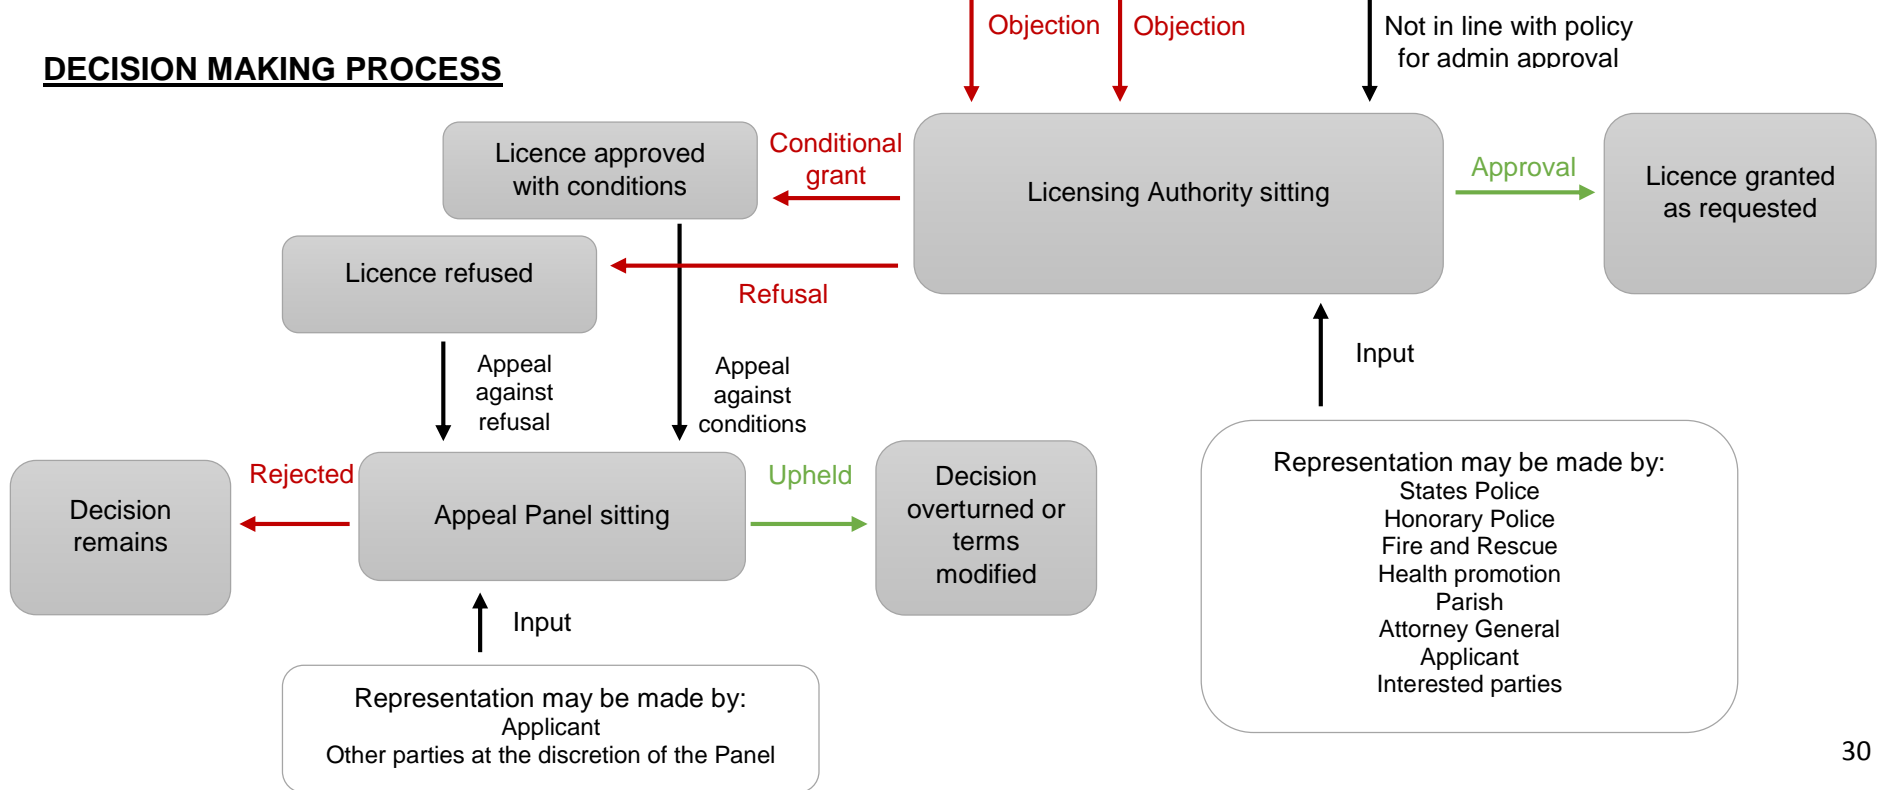 Objection
Objection
Not in line with policy
for admin approval
DECISION MAKING PROCESS
Licence approved
with conditions
Conditional
grant
Licensing Authority sitting
Approval
Licence granted
as requested
Licence refused
Refusal
Appeal
against
refusal
Appeal
against
conditions
Input
Decision
remains
Rejected
Appeal Panel sitting
Upheld
Decision
overturned or
terms
modified
Representation may be made by:
States Police
Honorary Police
Fire and Rescue
Health promotion
Parish
Attorney General
Applicant
Interested parties
Input
Representation may be made by:
Applicant
Other parties at the discretion of the Panel
30